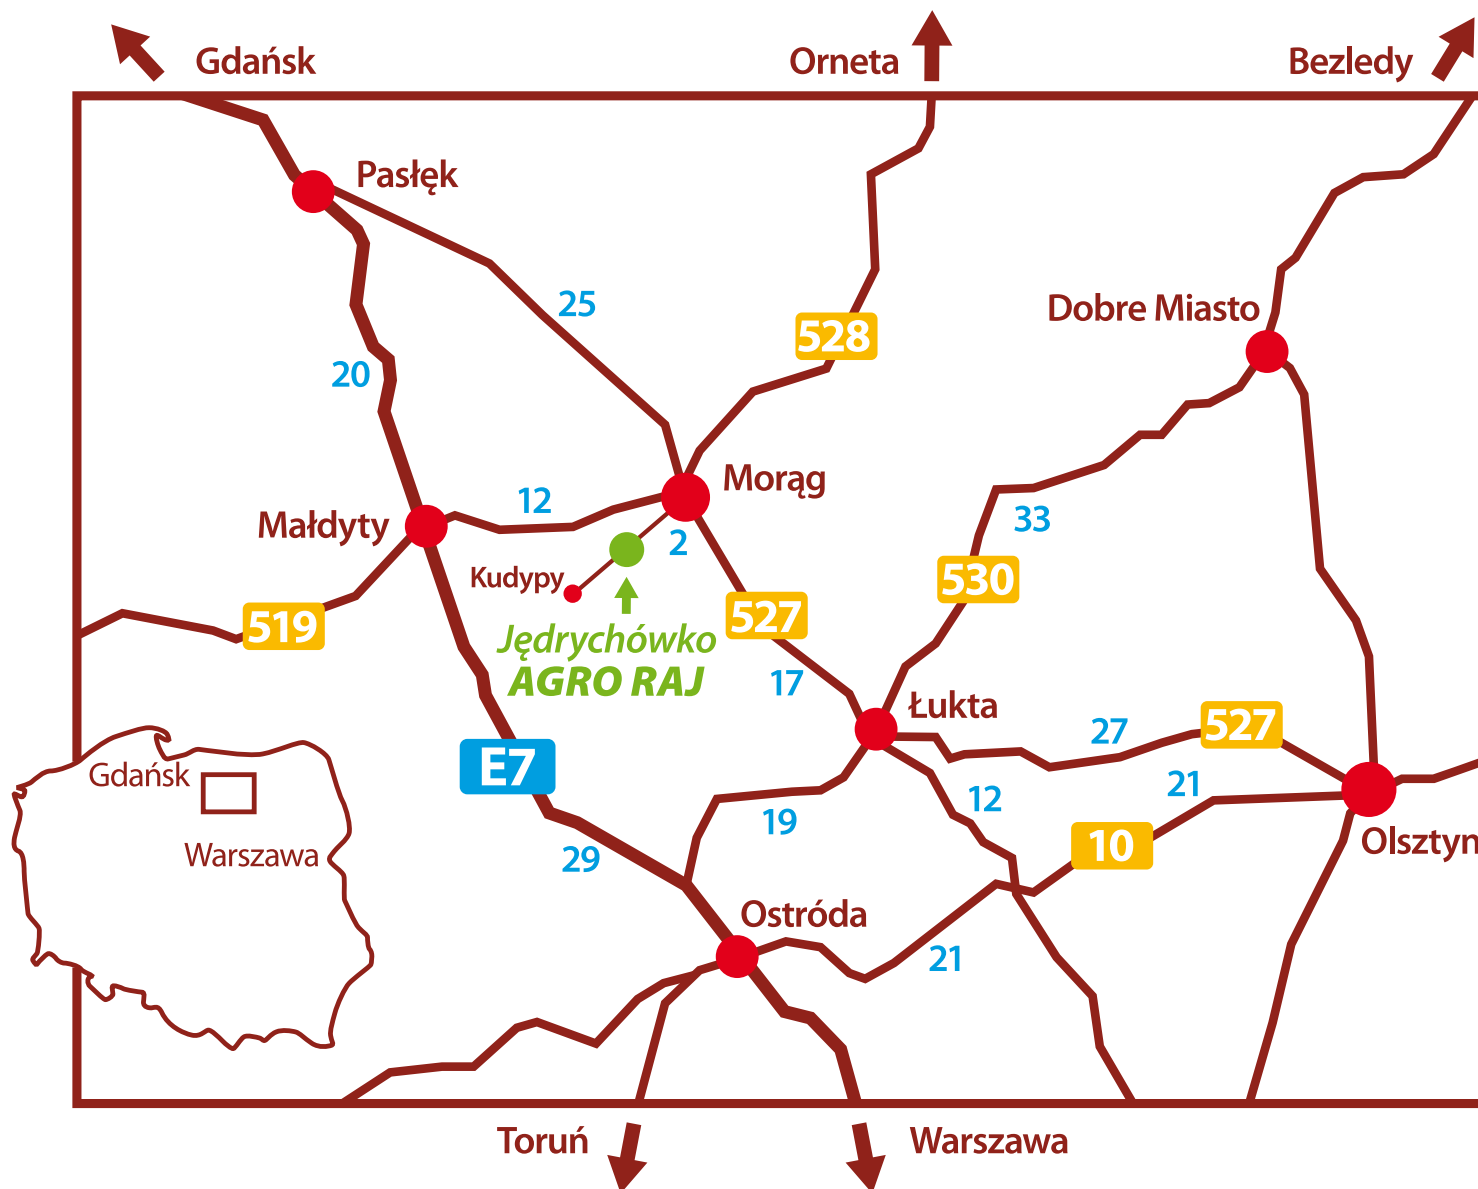 Gdańsk
Orneta
Bezledy
Pasłęk
25
528
Dobre Miasto
20
Morąg
12
Małdyty
33
2
Kudypy
530
519
527
Jędrychówko
AGRO RAJ
17
Łukta
27
527
E7
Gdańsk
21
12
19
10
Warszawa
Olsztyn
29
Ostróda
21
Toruń
Warszawa